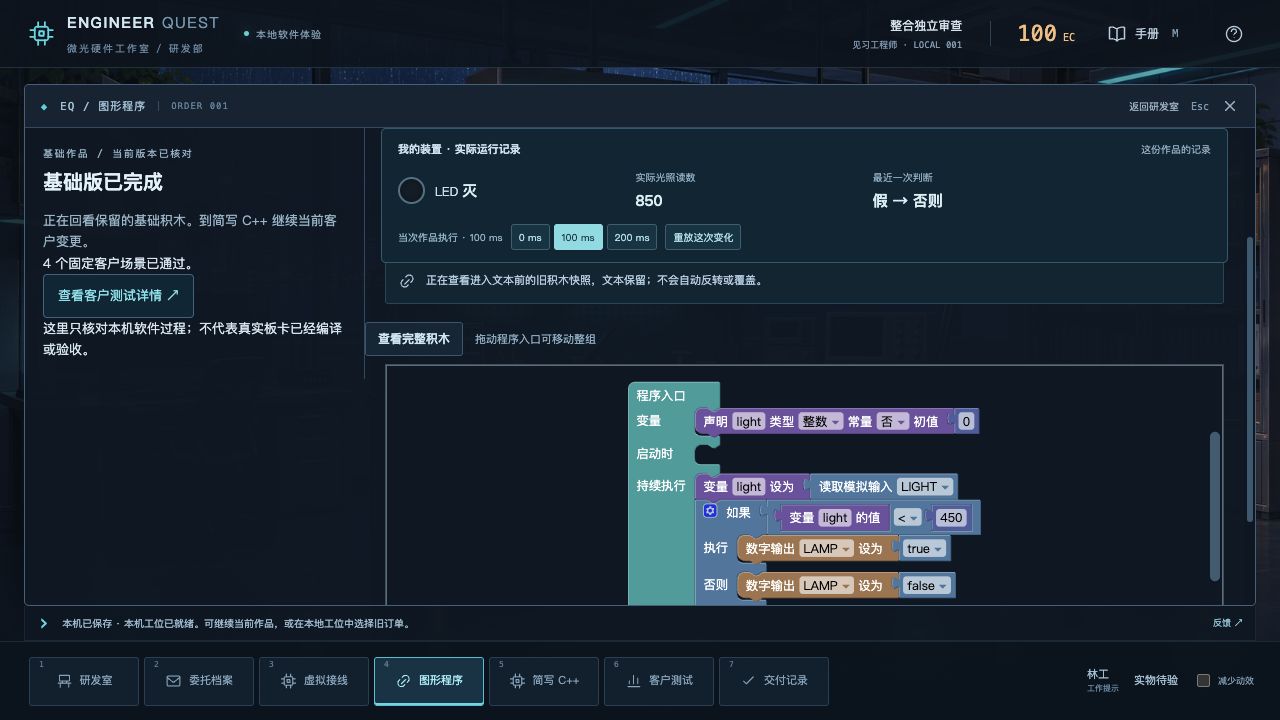 ENGINEER QUEST
微光硬件工作室 / 研发部
本地软件体验
整合独立审查
见习工程师 · LOCAL 001
100 EC
手册 M
EQ / 图形程序
ORDER 001
返回研发室 Esc
基础作品 / 当前版本已核对
基础版已完成
正在回看保留的基础积木。到简写 C++ 继续当前客
户变更。
4 个固定客户场景已通过。
查看客户测试详情 ↗
这里只核对本机软件过程；不代表真实板卡已经编译
或验收。
我的装置 · 实际运行记录
这份作品的记录
LED 灭
实际光照读数
850
最近一次判断
假 → 否则
当次作品执行 · 100 ms
0 ms
100 ms
200 ms
重放这次变化
正在查看进入文本前的旧积木快照，文本保留；不会自动反转或覆盖。
查看完整积木
拖动程序入口可移动整组
程序入口
变量 声明 light 类型 整数 常量 否 初值 0
启动时
持续执行 变量 light 设为 读取模拟输入 LIGHT
如果 变量 light 的值 < 450
执行 数字输出 LAMP 设为 true
否则 数字输出 LAMP 设为 false
本机已保存 · 本机工位已就绪。可继续当前作品，或在本地工位中选择旧订单。
反馈 ↗
1 研发室
2 委托档案
3 虚拟接线
4 图形程序
5 简写 C++
6 客户测试
7 交付记录
林工
工作提示
实物待验
减少动效